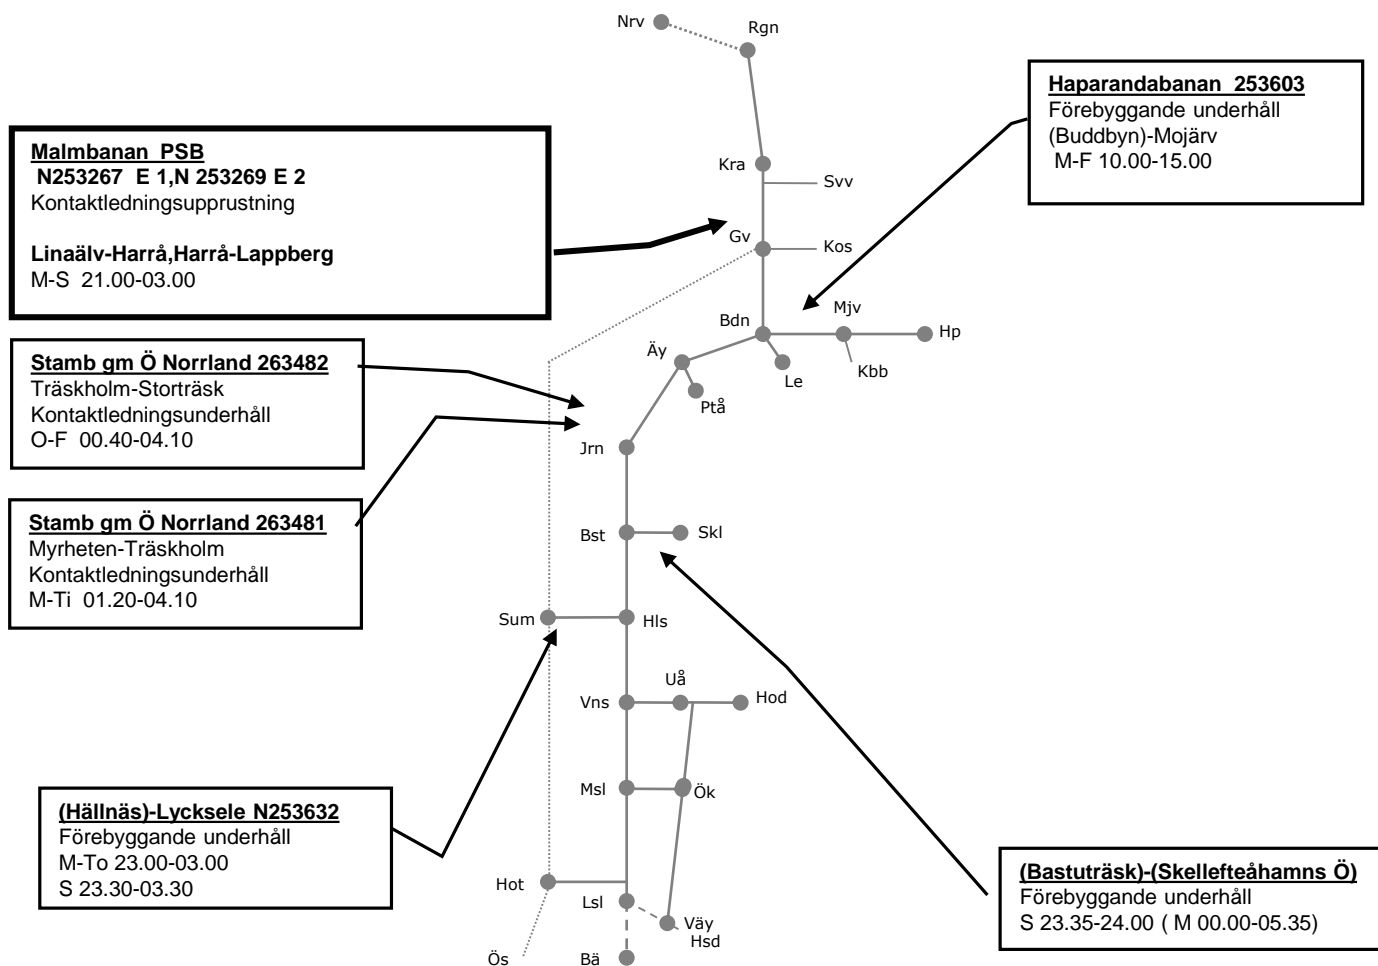 Nrv
Rgn
Haparandabanan 253603
Förebyggande underhåll
(Buddbyn)-Mojärv
M-F 10.00-15.00
Malmbanan PSB
N253267 E 1,N 253269 E 2
Kontaktledningsupprustning
Linaälv-Harrå,Harrå-Lappberg
M-S 21.00-03.00
Kra
Svv
Gv
Kos
Bdn
Mjv
Hp
Äy
Le
Kbb
Ptå
Stamb gm Ö Norrland 263482
Träskholm-Storträsk
Kontaktledningsunderhåll
O-F 00.40-04.10
Jrn
Stamb gm Ö Norrland 263481
Myrheten-Träskholm
Kontaktledningsunderhåll
M-Ti 01.20-04.10
Bst
Skl
Sum
Hls
Uå
Vns
Hod
Msl
Ök
(Hällnäs)-Lycksele N253632
Förebyggande underhåll
M-To 23.00-03.00
S 23.30-03.30
Hot
Lsl
Väy
Hsd
Ös
Bä
(Bastuträsk)-(Skellefteåhamns Ö)
Förebyggande underhåll
S 23.35-24.00 ( M 00.00-05.35)